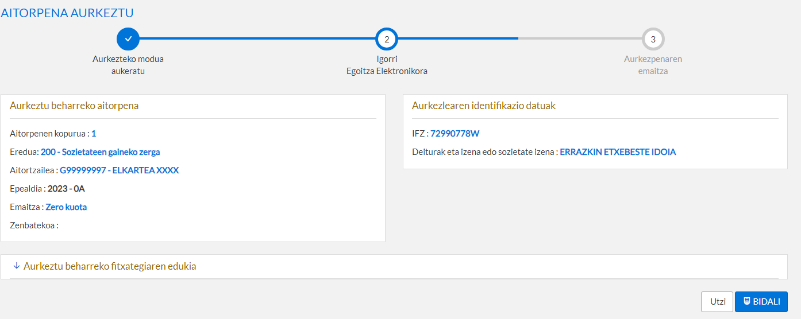 AITORPENA AURKEZTU
2
3
Aurkezteko modua
aukeratu
Igorri
Egoitza Elektronikora
Aurkezpenaren
emaitza
Aurkeztu beharreko aitorpena
Aitorpenen kopurua : 1
Eredua: 200 - Sozietateen gaineko zerga
Aitortzailea : G99999997 - ELKARTEA XXXX
Epealdia : 2023 - 0A
Emaitza : Zero kuota
Zenbatekoa :
Aurkezlearen identifikazio datuak
IFZ : 72990778W
Deiturak eta izena edo sozietate izena : ERRAZKIN ETXEBESTE IDOIA
Aurkeztu beharreko fitxategiaren edukia
Utzi
BIDALI